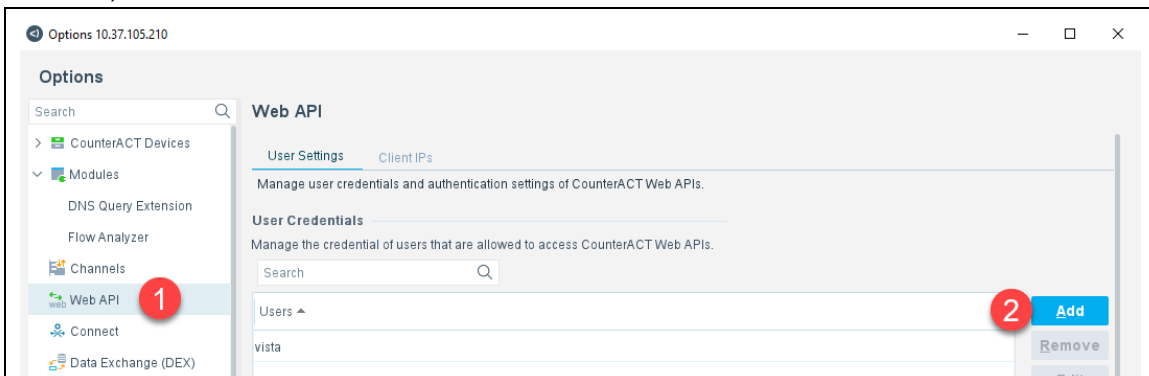 Options 10.37.105.210
Options
Search
CounterACT Devices
Modules
DNS Query Extension
Flow Analyzer
Channels
web Web API
1
Connect
Data Exchange (DEX)
Web API
User Settings Client IPs
Manage user credentials and authentication settings of CounterACT Web APIs.
User Credentials
Manage the credential of users that are allowed to access CounterACT Web APIs.
Search
Users
2 Add
vista
Remove